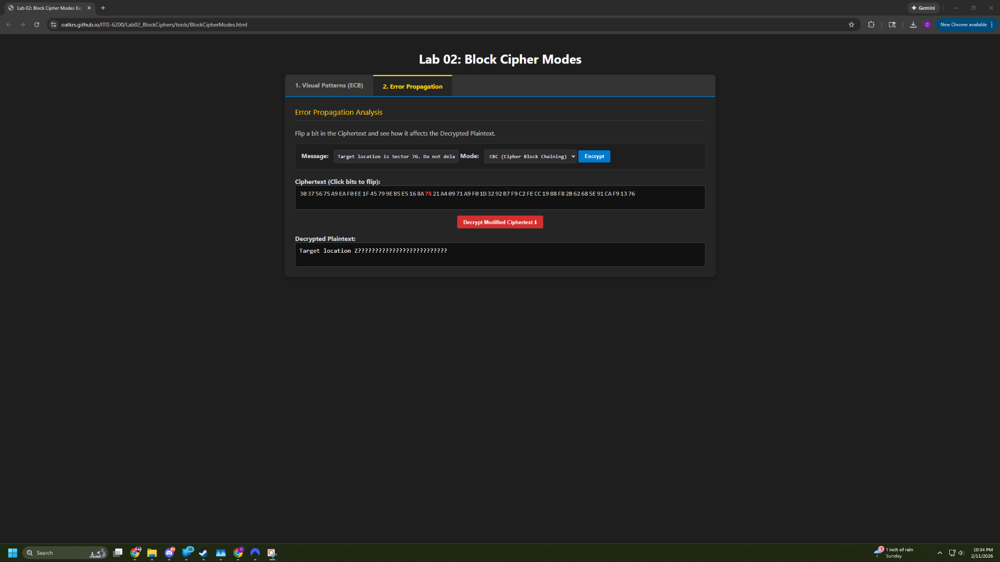 Lab 02: Block Cipher Modes Exp
Gemini
oatkrs.github.io/ITIS-6200/Lab02_BlockCiphers/tools/BlockCipherModes.html
C
New Chrome available
Lab 02: Block Cipher Modes
1. Visual Patterns (ECB)
2. Error Propagation
Error Propagation Analysis
Flip a bit in the Ciphertext and see how it affects the Decrypted Plaintext.
Message: Target location is Sector 7G. Do not dela Mode: CBC (Cipher Block Chaining) Encrypt
Ciphertext (Click bits to flip):
30 37 56 75 A9 EA F0 EE 1F 45 79 9E B5 E5 16 8A 75 21 A4 09 71 A9 F0 1D 32 92 B7 F9 C2 FE CC 19 88 F8 2B 62 68 5E 91 CA F9 13 76
Decrypt Modified Ciphertext ⬇
Decrypted Plaintext:
Target location Z??????????????????????????
Search
9+
38
C
1
1 inch of rain
Sunday
10:34 PM
2/11/2026